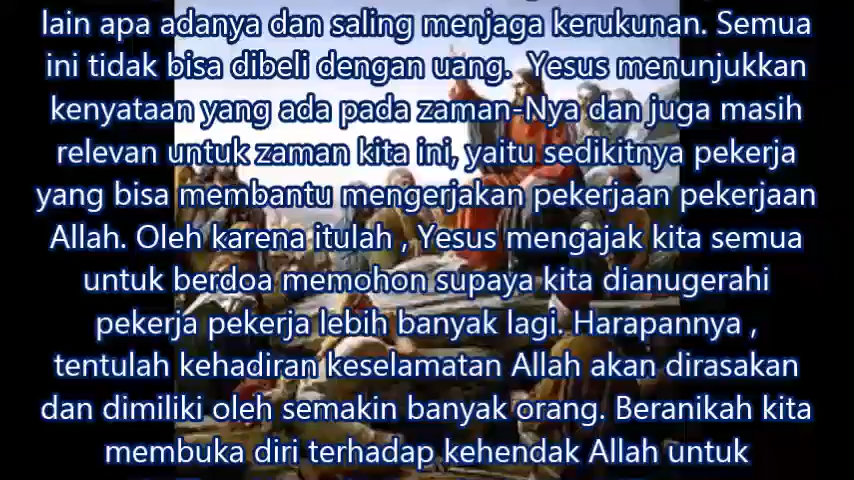 lain apa adanya dan saling menjaga kerukunan. Semua
ini tidak bisa dibeli dengan uang. Yesus menunjukkan
kenyataan yang ada pada zaman-Nya dan juga masih
relevan untuk zaman kita ini, yaitu sedikitnya pekerja
yang bisa membantu mengerjakan pekerjaan pekerjaan
Allah. Oleh karena itulah , Yesus mengajak kita semua
untuk berdoa memohon supaya kita dianugerahi
pekerja pekerja lebih banyak lagi. Harapannya ,
tentulah kehadiran keselamatan Allah akan dirasakan
dan dimiliki oleh semakin banyak orang. Beranikah kita
membuka diri terhadap kehendak Allah untuk